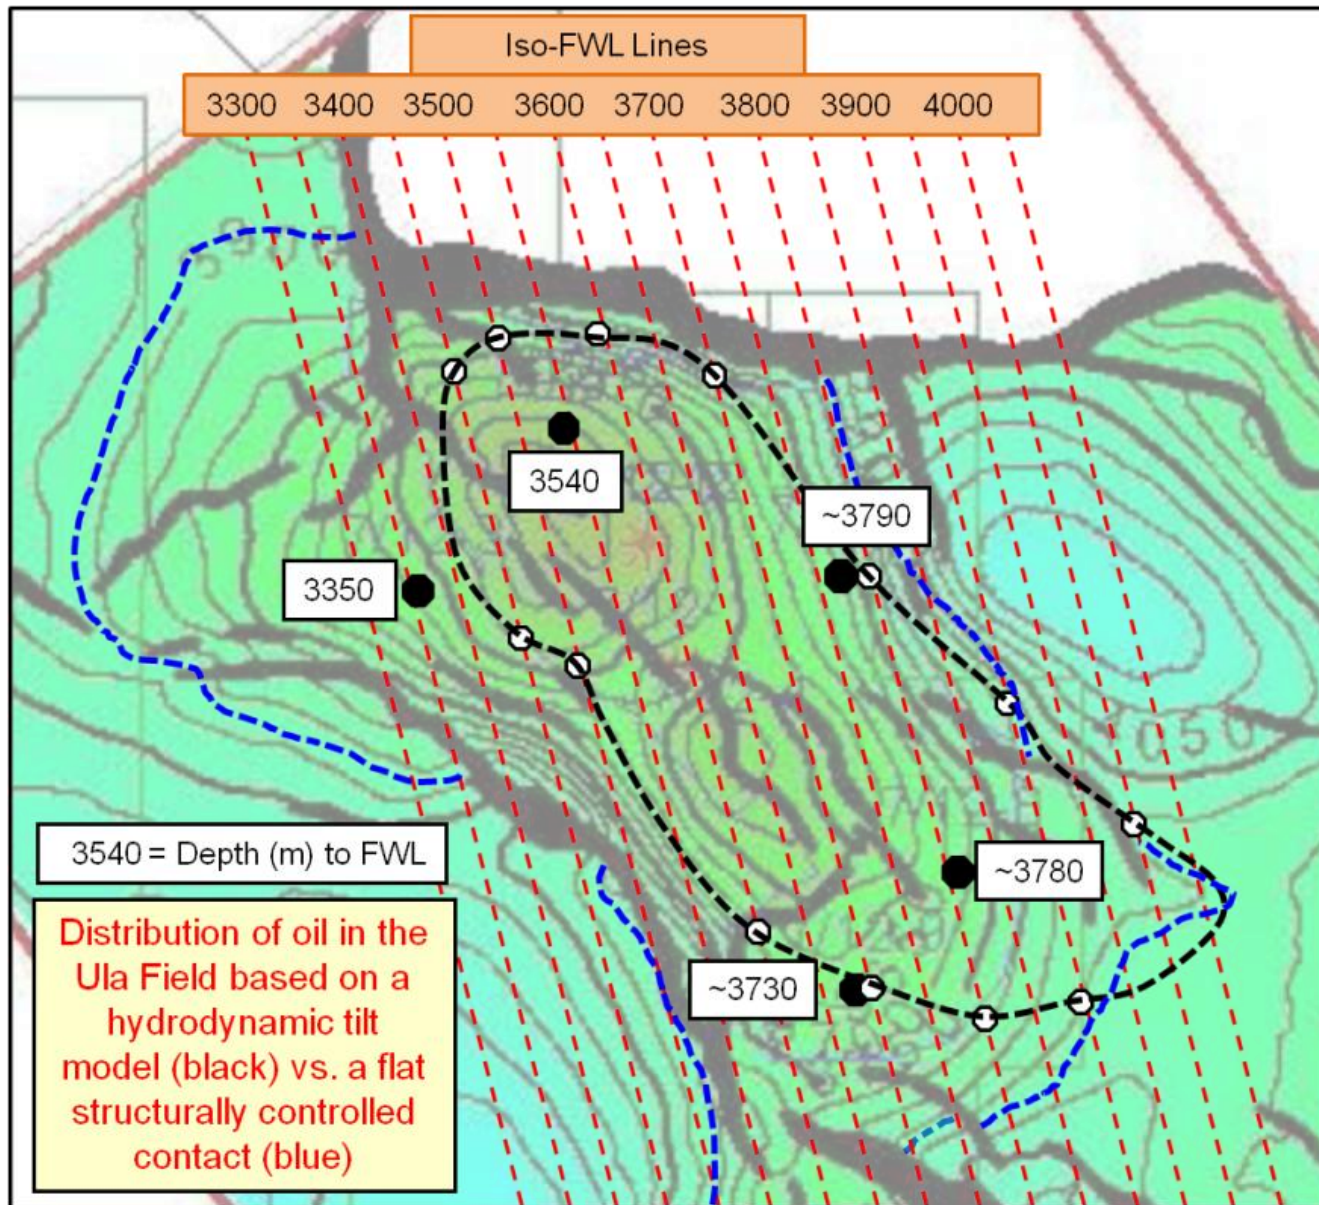 Iso-FWL Lines
3300 3400 3500 3600 3700 3800 3900 4000
3540
~3790
3350
3540 = Depth (m) to FWL
~3780
~3730
Distribution of oil in the
Ula Field based on a
hydrodynamic tilt
model (black) vs. a flat
structurally controlled
contact (blue)